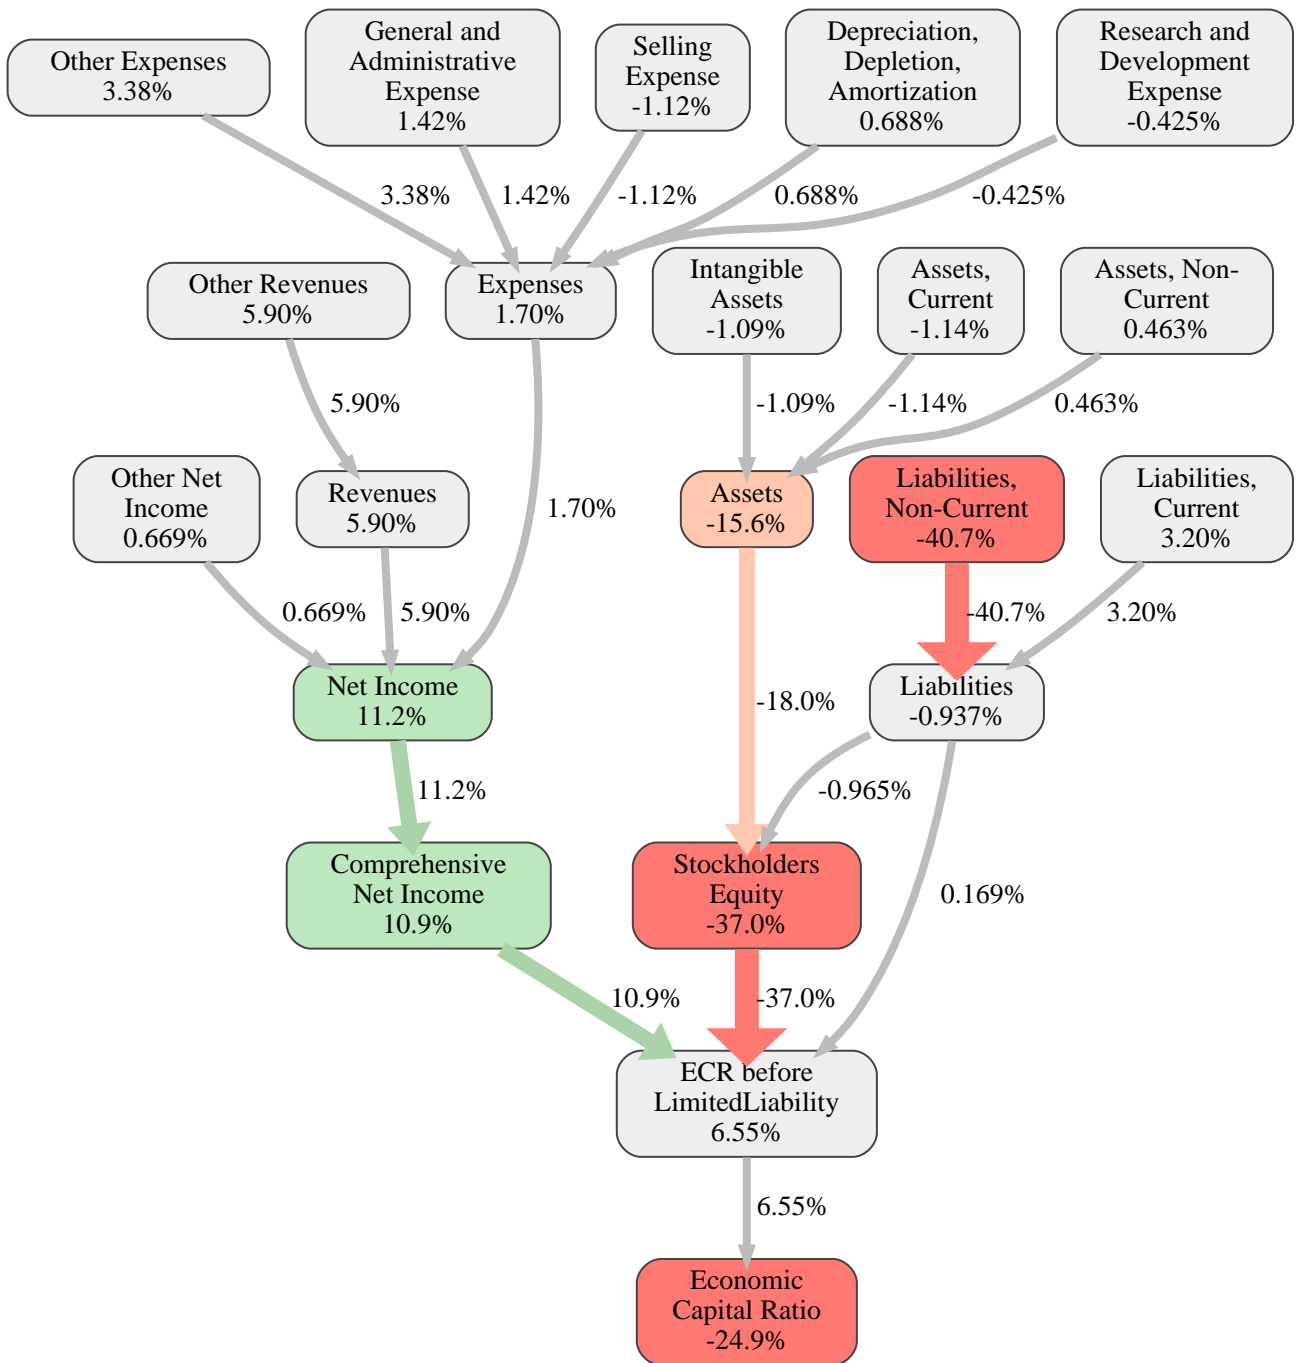 Other Expenses
3.38%
General and
Administrative
Expense
1.42%
Selling
Expense
-1.12%
Depreciation,
Depletion,
Amortization
0.688%
Research and
Development
Expense
-0.425%
3.38%
1.42%
-1.12%
0.688%
-0.425%
Other Revenues
5.90%
Expenses
1.70%
Intangible
Assets
-1.09%
Assets,
Current
-1.14%
Assets, Non-
Current
0.463%
5.90%
-1.09%
-1.14%
0.463%
Other Net
Income
0.669%
Revenues
5.90%
1.70%
Assets
-15.6%
Liabilities,
Non-Current
-40.7%
Liabilities,
Current
3.20%
0.669%
5.90%
-40.7%
3.20%
Net Income
11.2%
-18.0%
Liabilities
-0.937%
11.2%
-0.965%
Comprehensive
Net Income
10.9%
Stockholders
Equity
-37.0%
0.169%
10.9%
-37.0%
ECR before
LimitedLiability
6.55%
6.55%
Economic
Capital Ratio
-24.9%